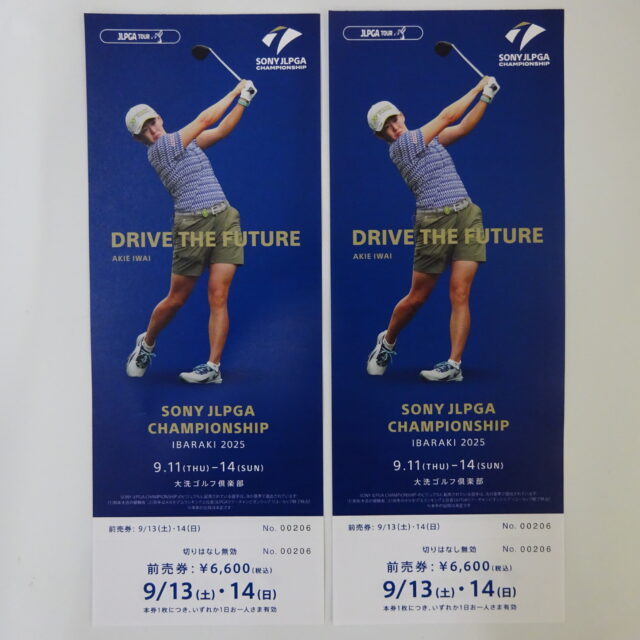 JLPGA TOUR
SONY JLPGA
CHAMPIONSHIP
DRIVE THE FUTURE
AKIE IWAI
SONY JLPGA
CHAMPIONSHIP
IBARAKI 2025
9.11(THU)–14(SUN)
大洗ゴルフ倶楽部
前売券: 9/13(土)・14(日) No. 00206
切りはなし無効 No. 00206
前売券: ¥6,600(税込)
9/13(土)・14(日)
本券1枚につき、いずれか1日お一人さま有効
JLPGA TOUR
SONY JLPGA
CHAMPIONSHIP
DRIVE THE FUTURE
AKIE IWAI
SONY JLPGA
CHAMPIONSHIP
IBARAKI 2025
9.11(THU)–14(SUN)
大洗ゴルフ倶楽部
前売券: 9/13(土)・14(日) No. 00206
切りはなし無効 No. 00206
前売券: ¥6,600(税込)
9/13(土)・14(日)
本券1枚につき、いずれか1日お一人さま有効